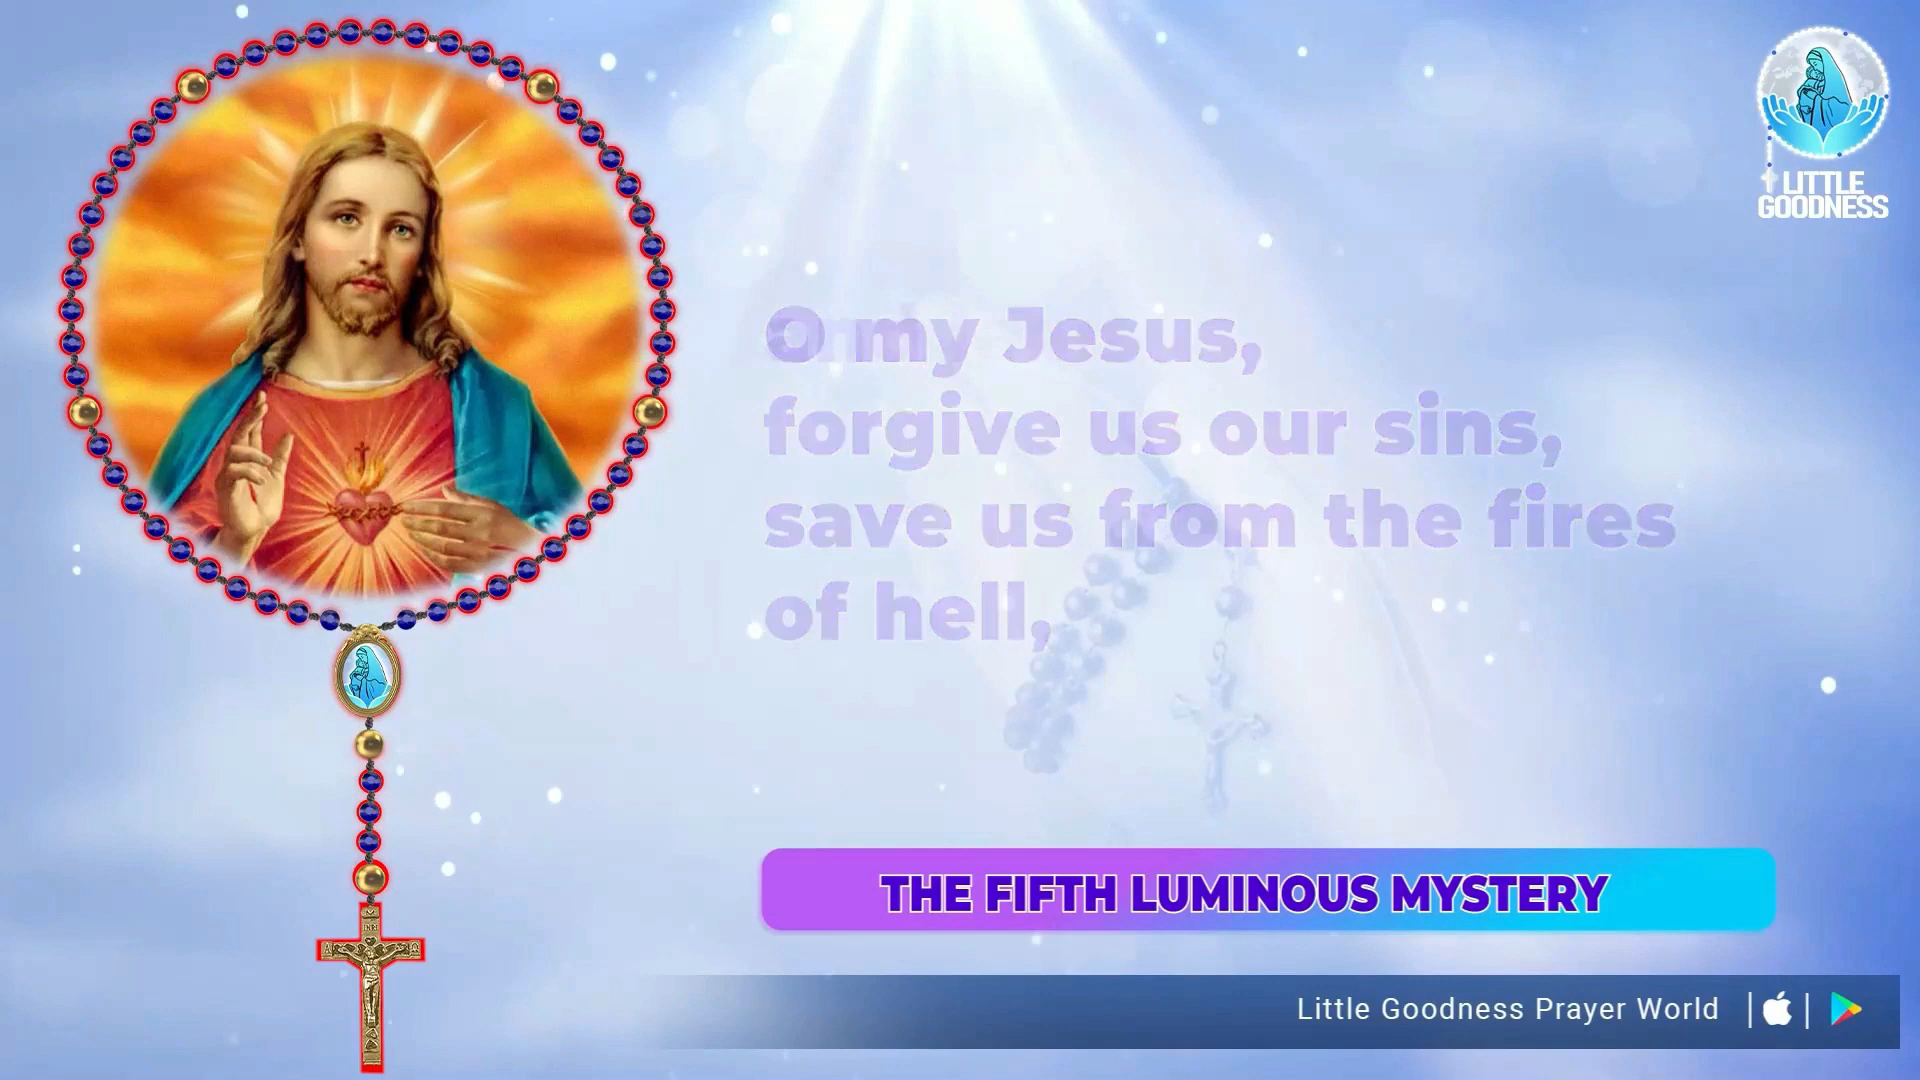 LITTLE
GOODNESS
O my Jesus,
forgive us our sins,
save us from the fires
of hell,
THE FIFTH LUMINOUS MYSTERY
Little Goodness Prayer World
INRI